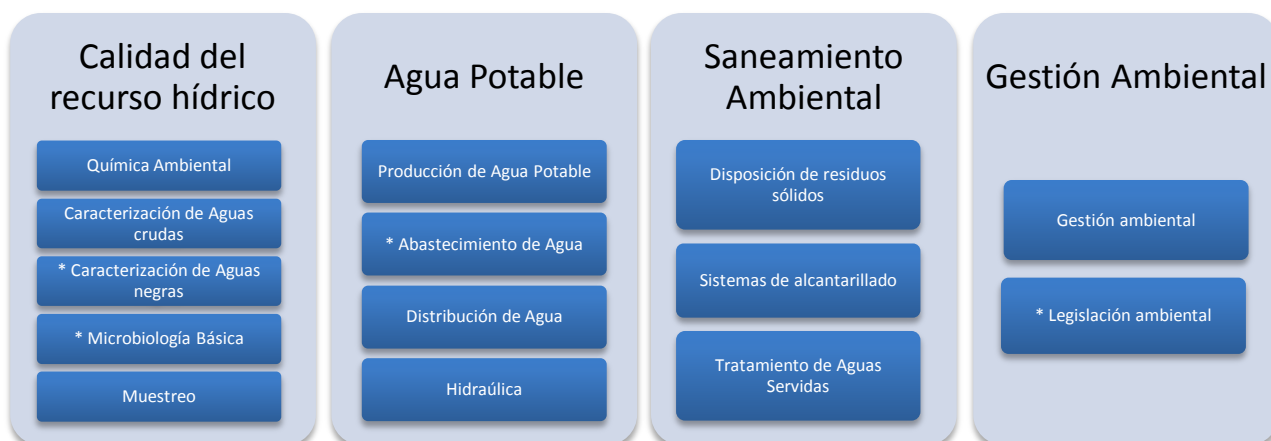 Calidad del
recurso hídrico
Química Ambiental
Caracterización de Aguas
crudas
* Caracterización de Aguas
negras
* Microbiología Básica
Muestreo
Agua Potable
Producción de Agua Potable
* Abastecimiento de Agua
Distribución de Agua
Hidraúlica
Saneamiento
Ambiental
Disposición de residuos
sólidos
Sistemas de alcantarillado
Tratamiento de Aguas
Servidas
Gestión Ambiental
Gestión ambiental
* Legislación ambiental